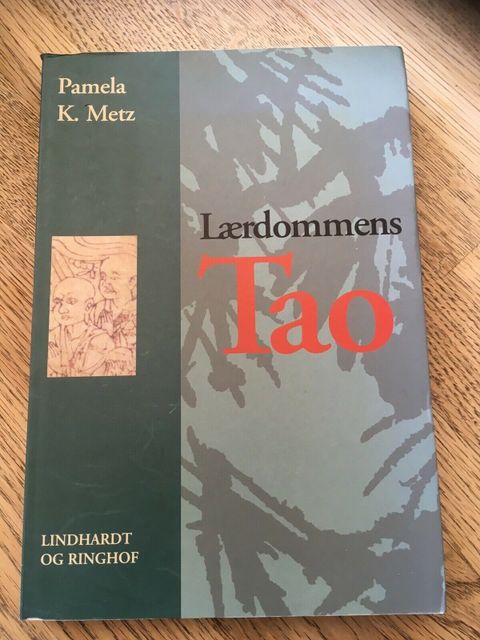 Pamela
K. Metz
Lærdommens
Tao
LINDHARDT
OG RINGHOF